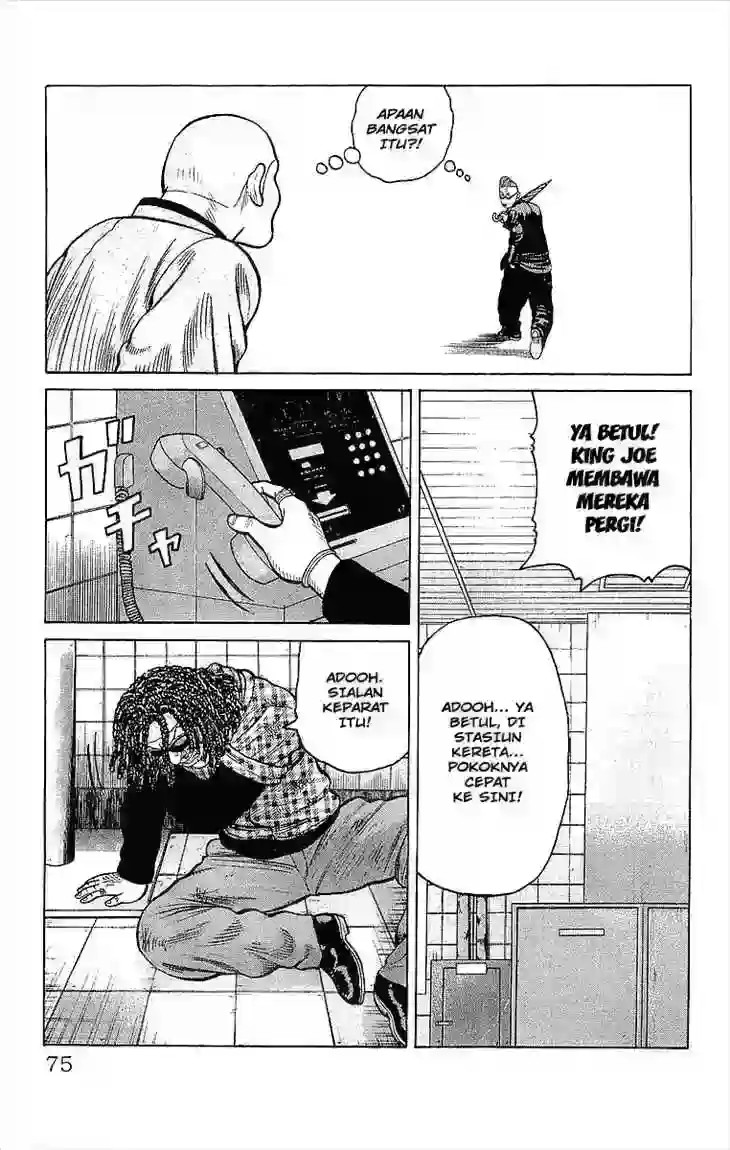 APAAN
BANGSAT
ITU?!
YA BETUL!
KING JOE
MEMBAWA
MEREKA
PERGI!
ADOOH... YA
BETUL, DI
STASIUN
KERETA...
POKOKNYA
CEPAT
KE SINI!
ガチャッ
ADOOH.
SIALAN
KEPARAT
ITU!
75